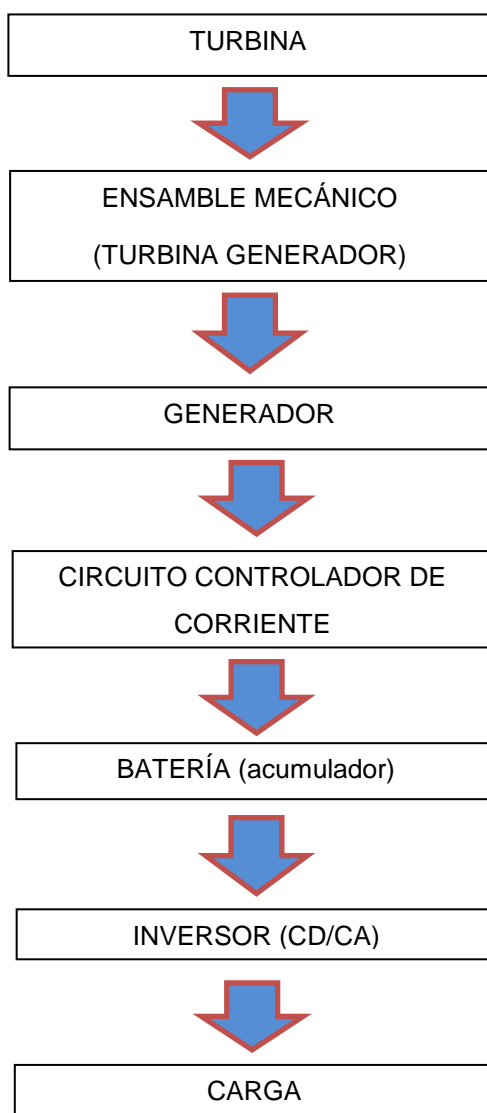 TURBINA
ENSAMBLE MECÁNICO
(TURBINA GENERADOR)
GENERADOR
CIRCUITO CONTROLADOR DE
CORRIENTE
BATERÍA (acumulador)
INVERSOR (CD/CA)
CARGA